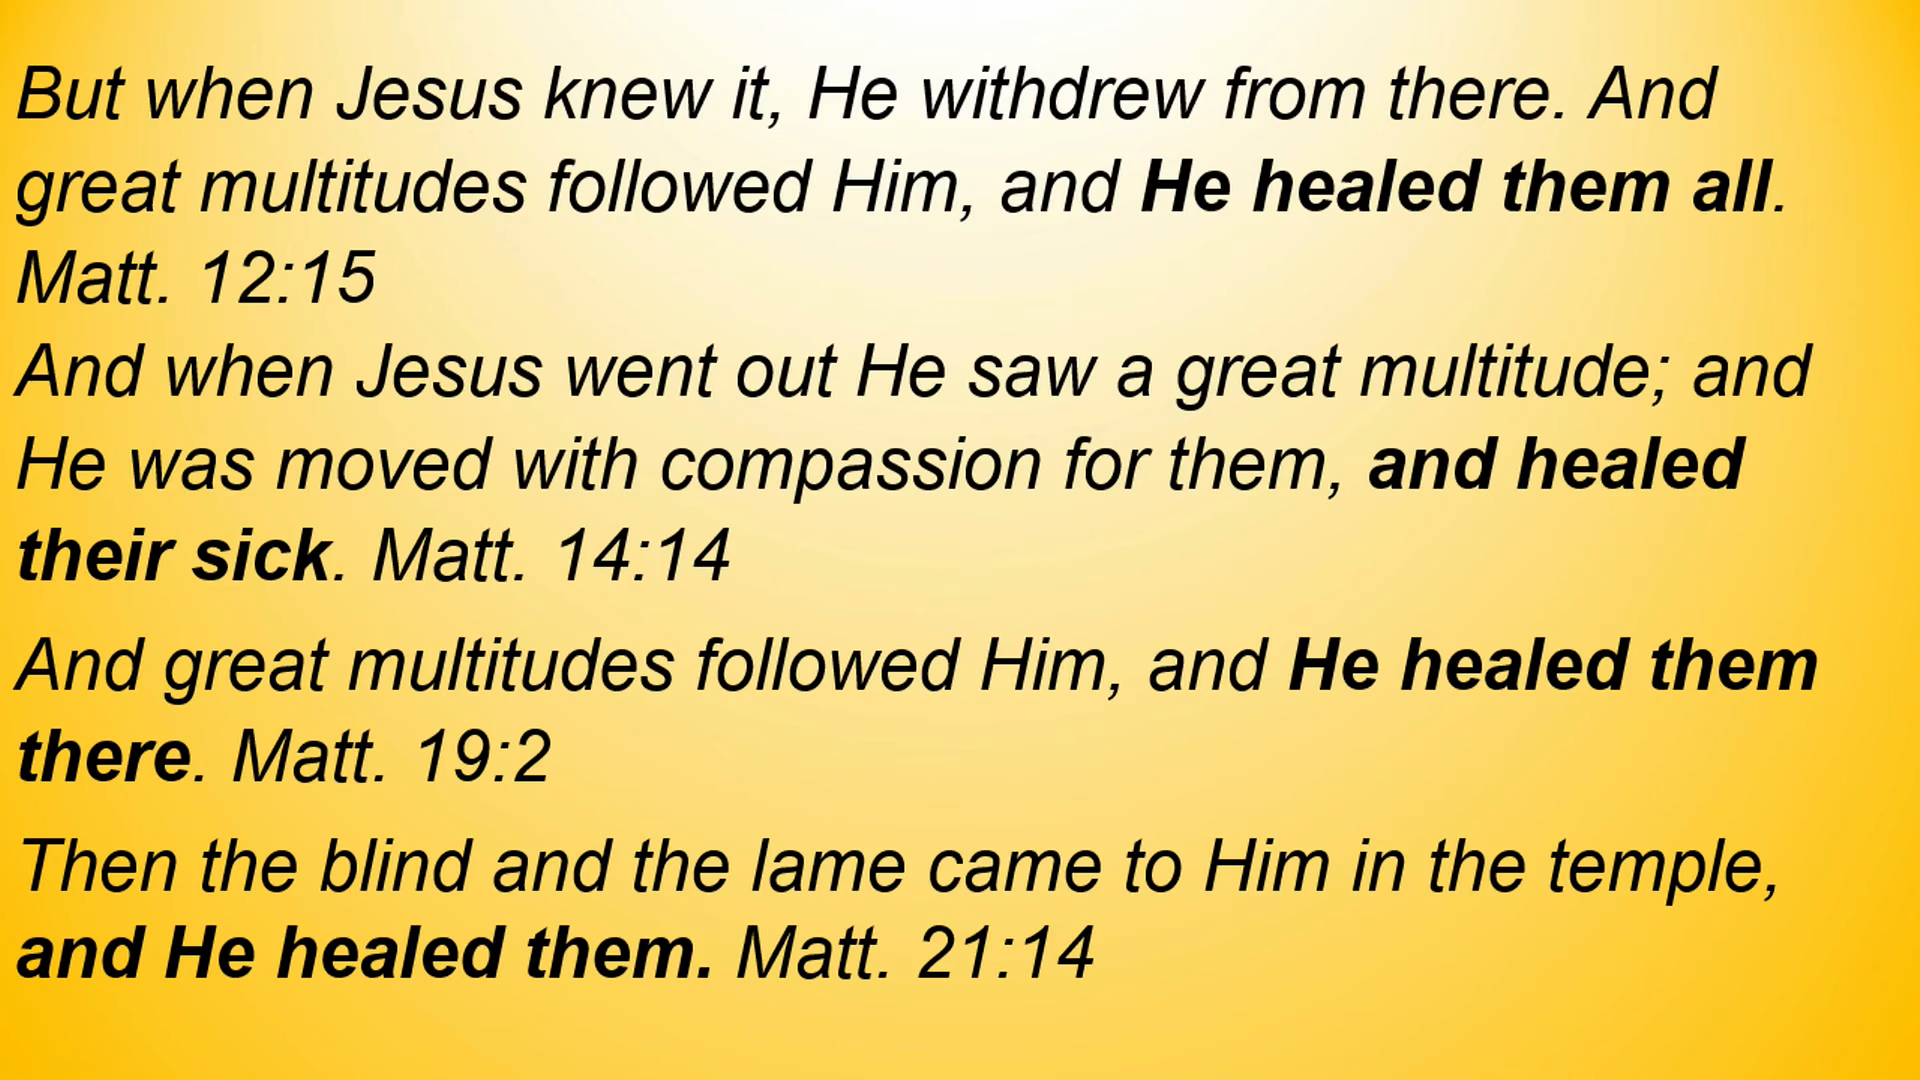 But when Jesus knew it, He withdrew from there. And
great multitudes followed Him, and He healed them all.
Matt. 12:15
And when Jesus went out He saw a great multitude; and
He was moved with compassion for them, and healed
their sick. Matt. 14:14
And great multitudes followed Him, and He healed them
there. Matt. 19:2
Then the blind and the lame came to Him in the temple,
and He healed them. Matt. 21:14